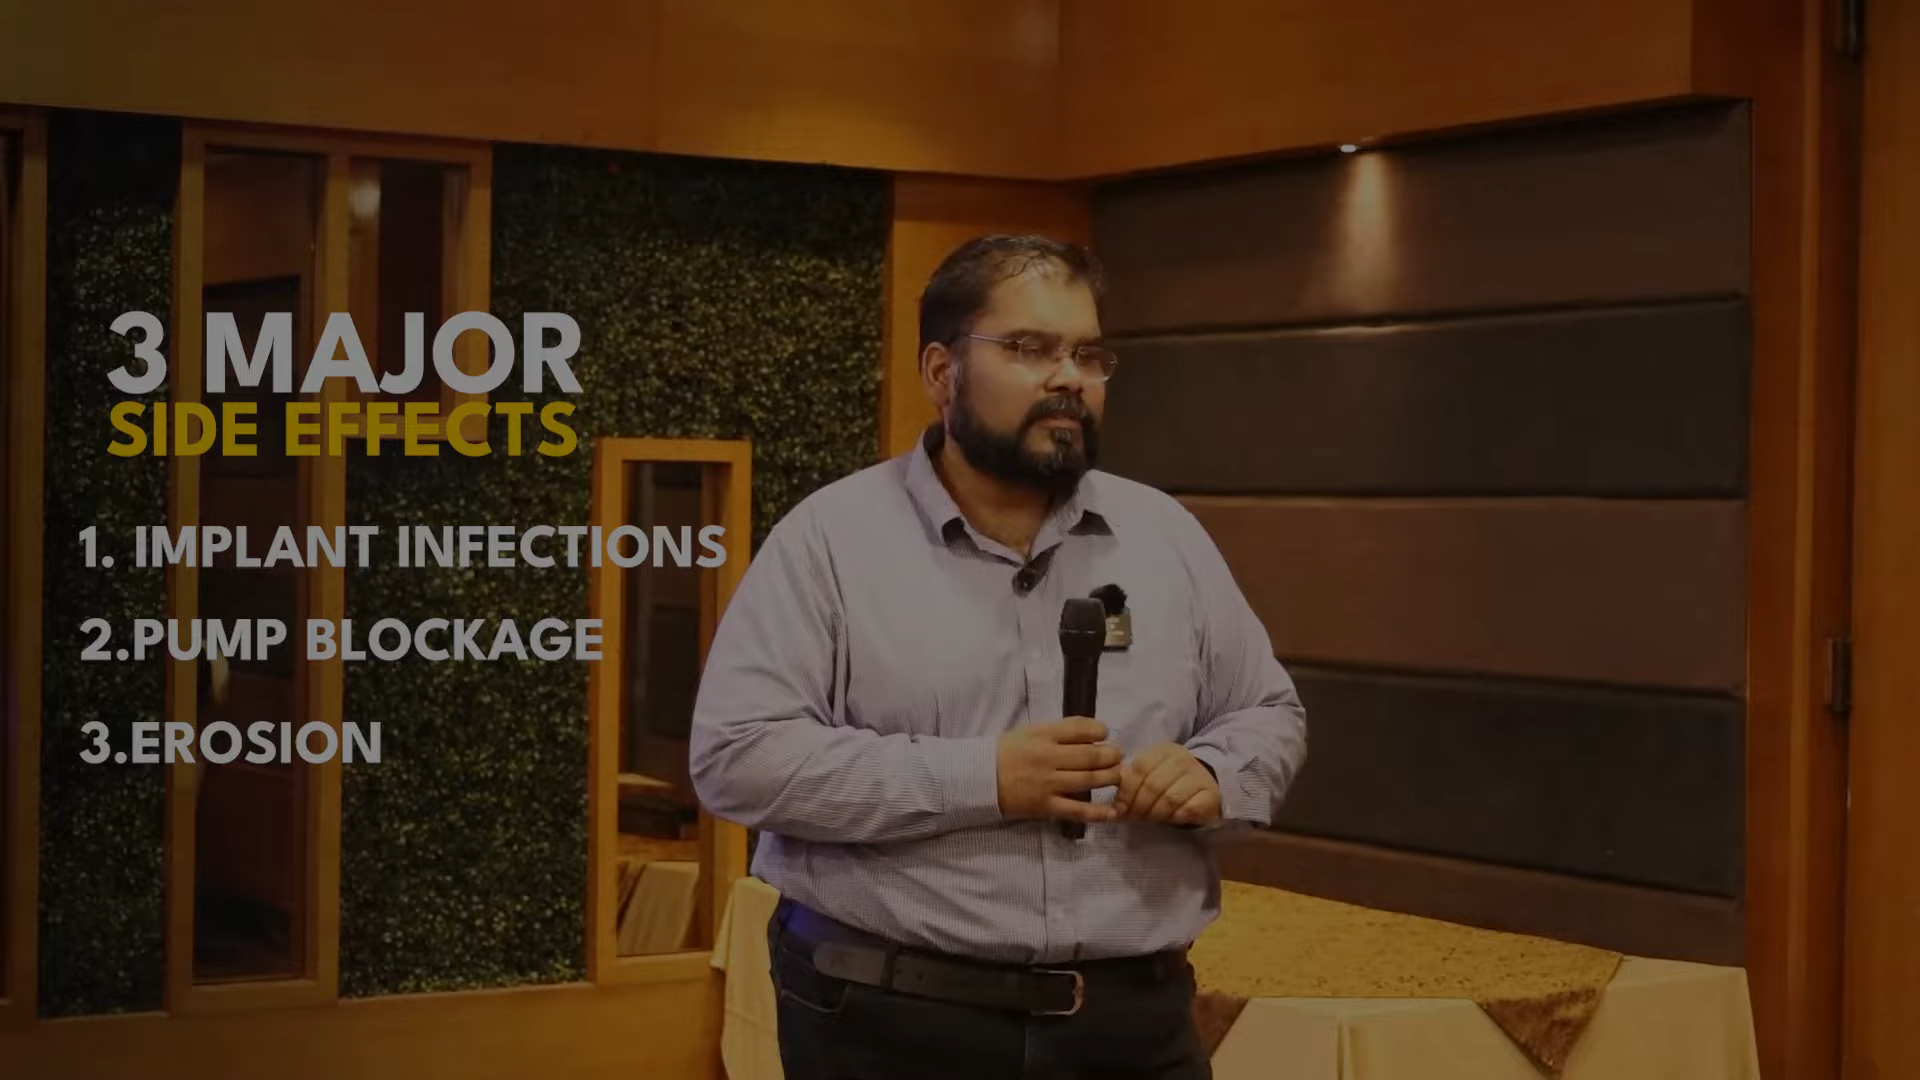 3 MAJOR
SIDE EFFECTS
1. IMPLANT INFECTIONS
2.PUMP BLOCKAGE
3.EROSION